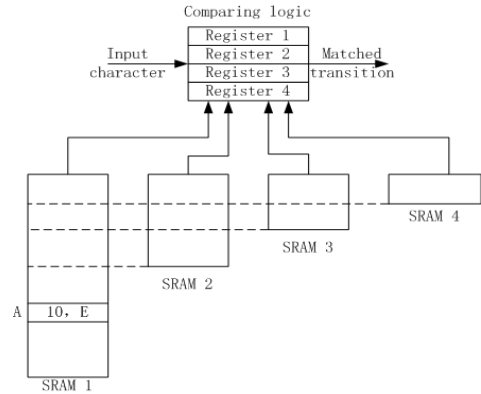 Comparing logic
Register 1
Input Register 2 Matched
character Register 3 transition
Register 4
SRAM 4
SRAM 3
SRAM 2
A 10, E
SRAM 1